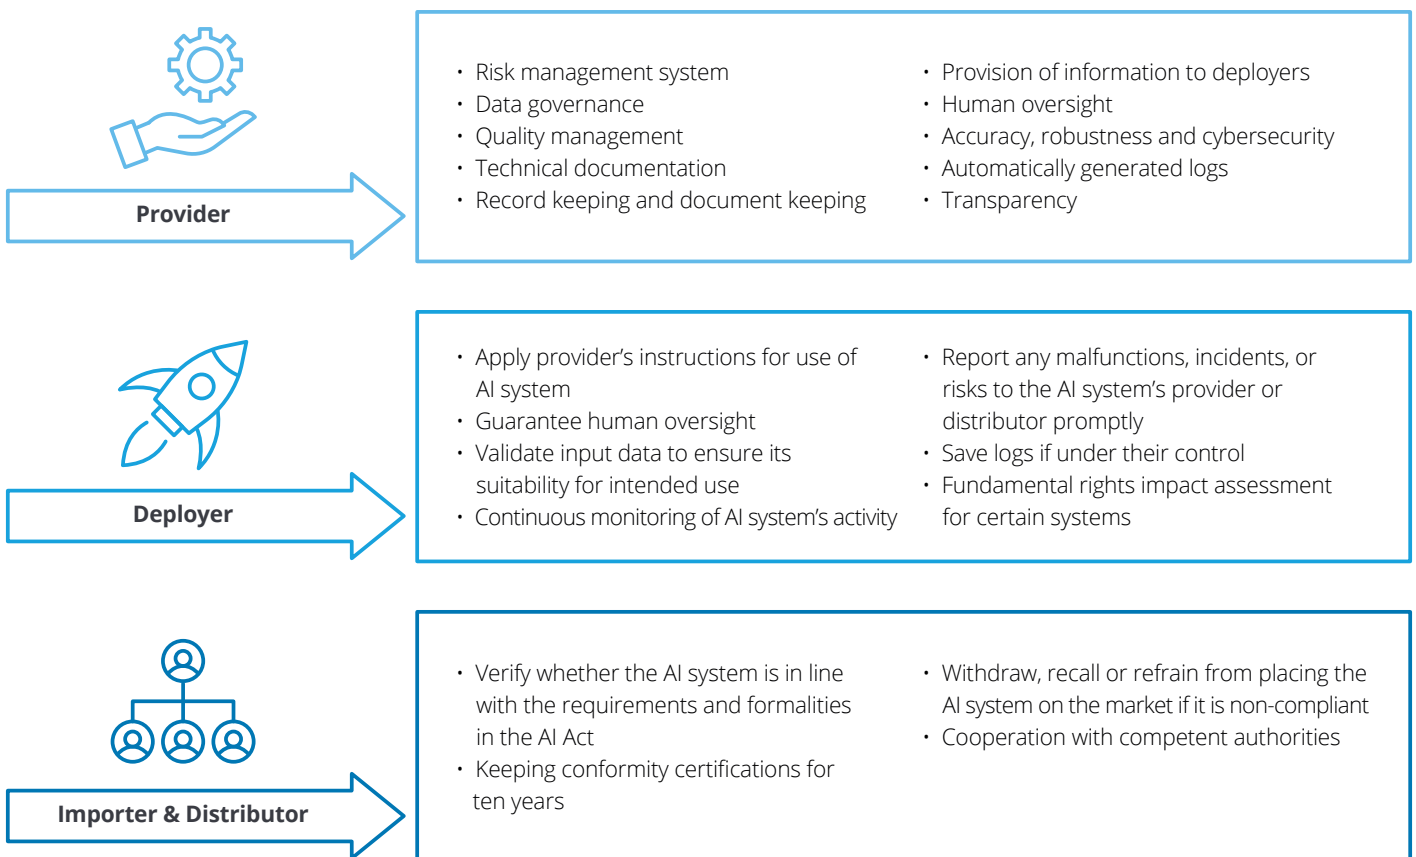 Provider
· Risk management system
· Data governance
· Quality management
· Technical documentation
· Record keeping and document keeping
· Provision of information to deployers
· Human oversight
· Accuracy, robustness and cybersecurity
· Automatically generated logs
· Transparency
Deployer
· Apply provider’s instructions for use of
AI system
· Guarantee human oversight
· Validate input data to ensure its
suitability for intended use
· Continuous monitoring of AI system’s activity
· Report any malfunctions, incidents, or
risks to the AI system’s provider or
distributor promptly
· Save logs if under their control
· Fundamental rights impact assessment
for certain systems
Importer & Distributor
· Verify whether the AI system is in line
with the requirements and formalities
in the AI Act
· Keeping conformity certifications for
ten years
· Withdraw, recall or refrain from placing the
AI system on the market if it is non-compliant
· Cooperation with competent authorities